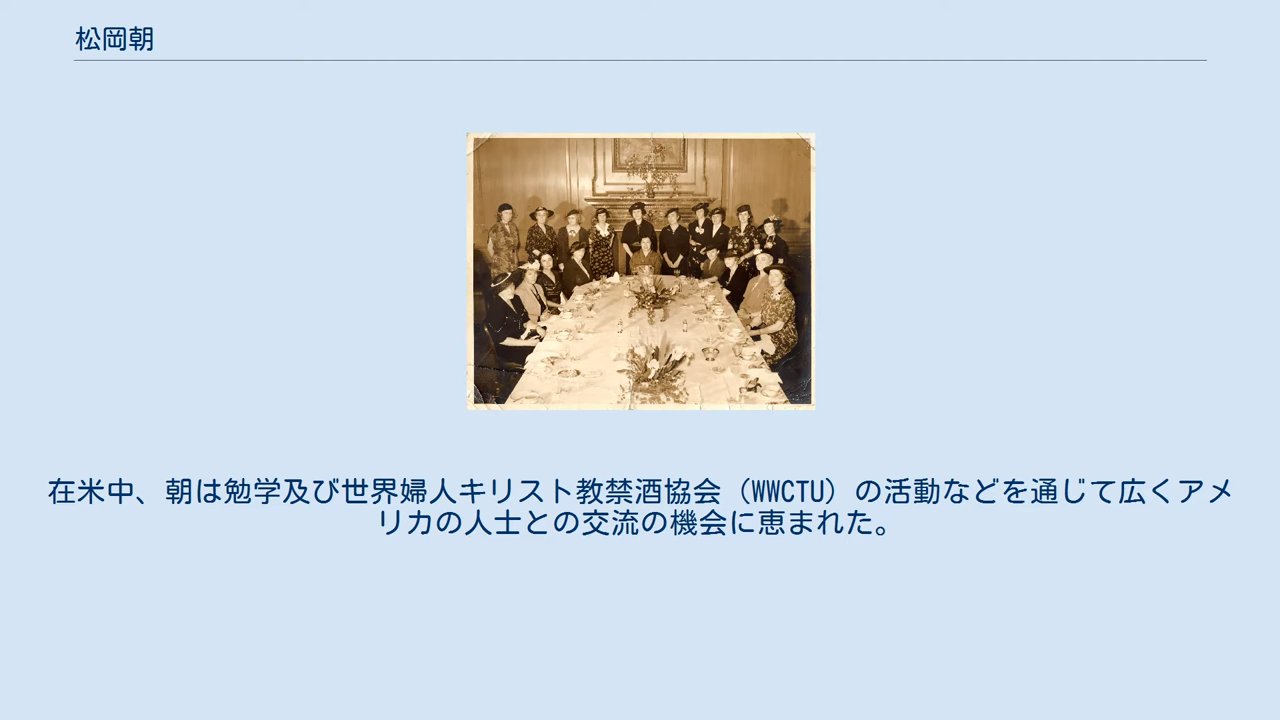 松岡朝
在米中、朝は勉学及び世界婦人キリスト教禁酒協会（WWCTU）の活動などを通じて広くアメ
リカの人士との交流の機会に恵まれた。